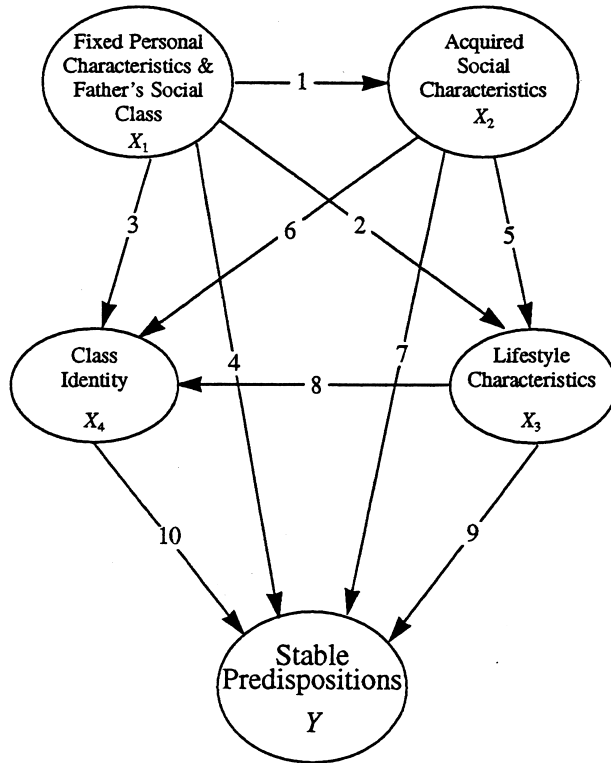 Fixed Personal
Characteristics &
Father's Social
Class
X₁
1
Acquired
Social
Characteristics
X₂
3
6
2
5
Class
Identity
X₄
4
8
7
Lifestyle
Characteristics
X₃
10
9
Stable
Predispositions
Y